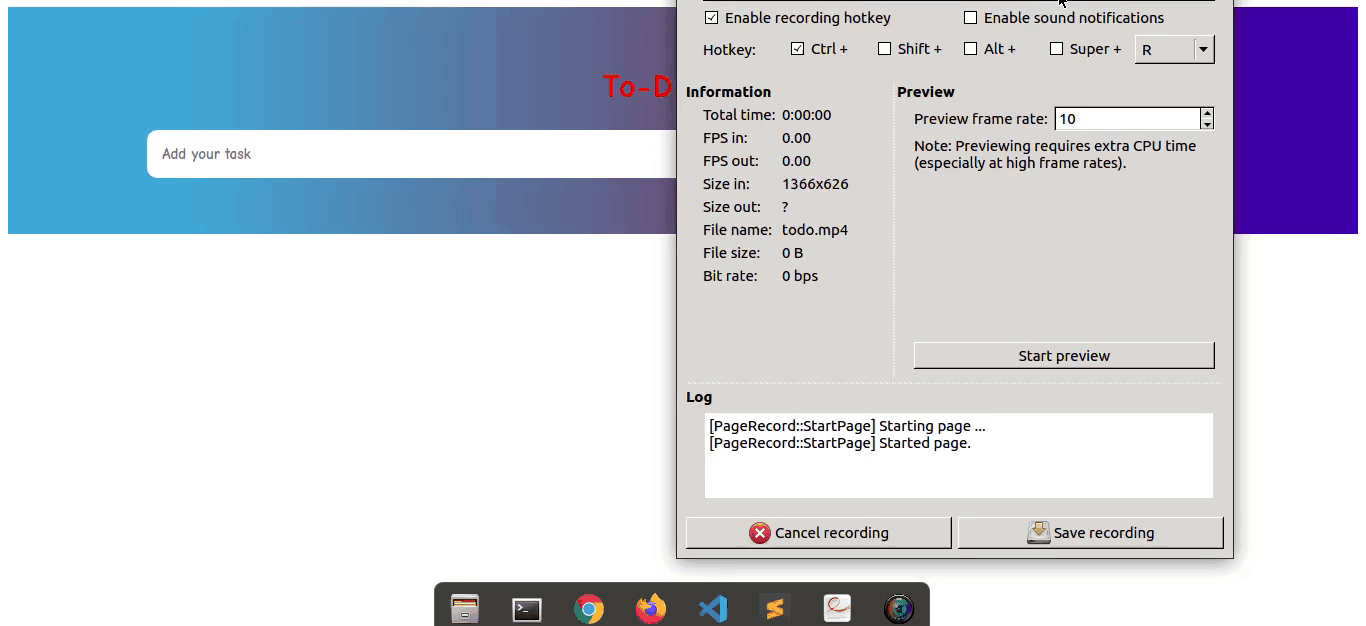 Enable recording hotkey
Enable sound notifications
Hotkey: Ctrl + Shift + Alt + Super + R
To-D
Add your task
Information
Total time: 0:00:00
FPS in: 0.00
FPS out: 0.00
Size in: 1366x626
Size out: ?
File name: todo.mp4
File size: 0 B
Bit rate: 0 bps
Preview
Preview frame rate: 10
Note: Previewing requires extra CPU time
(especially at high frame rates).
Start preview
Log
[PageRecord::StartPage] Starting page ...
[PageRecord::StartPage] Started page.
Cancel recording
Save recording